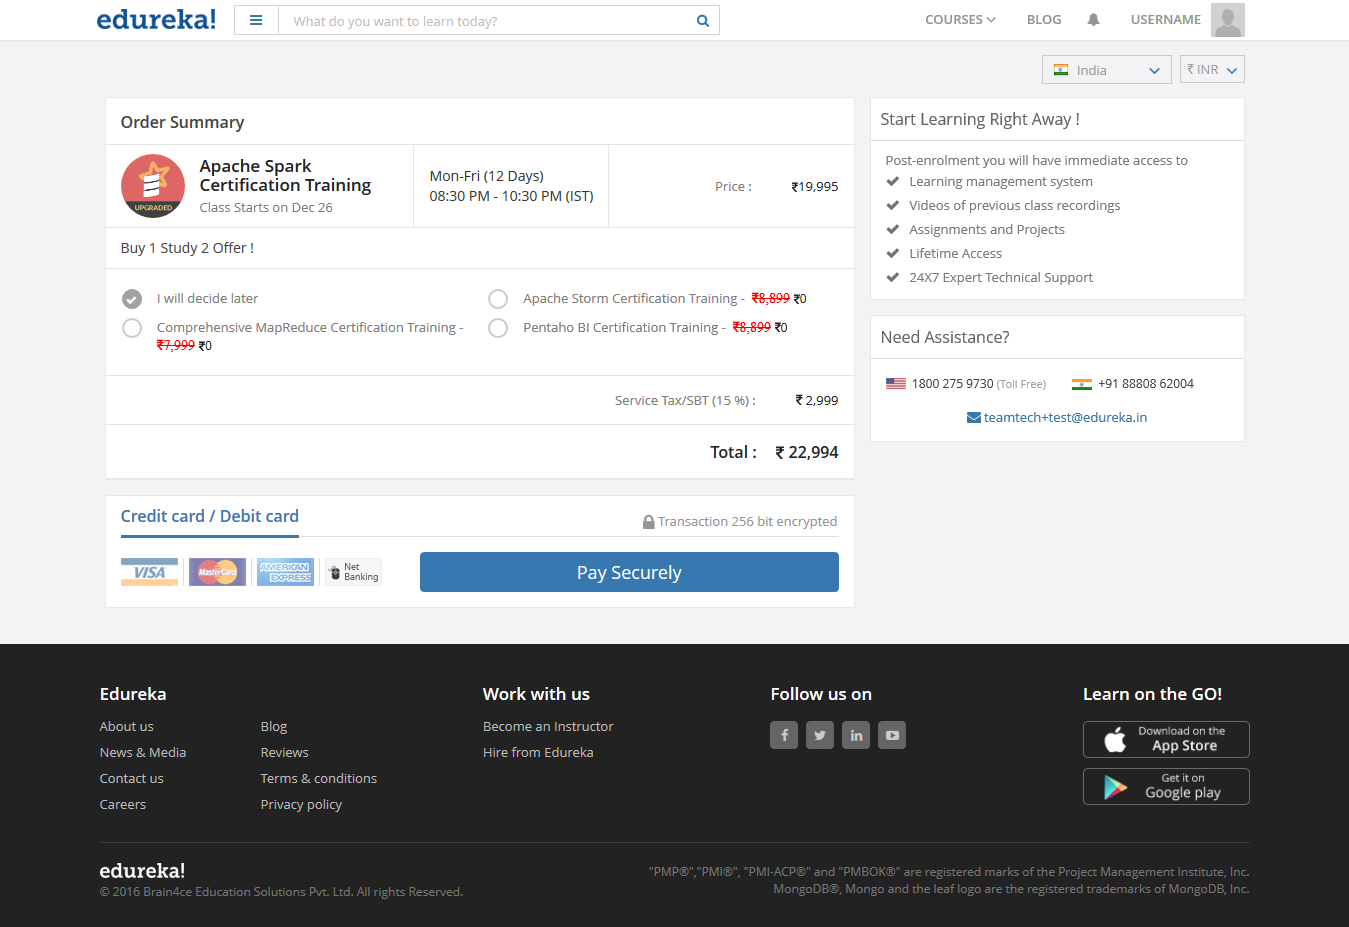 edureka!
What do you want to learn today?
COURSES
BLOG
USERNAME
India
₹ INR
Order Summary
UPGRADED
Apache Spark
Certification Training
Class Starts on Dec 26
Mon-Fri (12 Days)
08:30 PM - 10:30 PM (IST)
Price : ₹19,995
Buy 1 Study 2 Offer !
I will decide later
Apache Storm Certification Training - ₹8,899 ₹0
Comprehensive MapReduce Certification Training -
₹7,999 ₹0
Pentaho BI Certification Training - ₹8,899 ₹0
Service Tax/SBT (15 %) : ₹ 2,999
Total : ₹ 22,994
Credit card / Debit card
Transaction 256 bit encrypted
VISA
MasterCard
AMERICAN
EXPRESS
Net
Banking
Pay Securely
Start Learning Right Away !
Post-enrolment you will have immediate access to
Learning management system
Videos of previous class recordings
Assignments and Projects
Lifetime Access
24X7 Expert Technical Support
Need Assistance?
1800 275 9730 (Toll Free)
+91 88808 62004
teamtech+test@edureka.in
Edureka
About us
News & Media
Contact us
Careers
Blog
Reviews
Terms & conditions
Privacy policy
Work with us
Become an Instructor
Hire from Edureka
Follow us on
Learn on the GO!
Download on the
App Store
Get it on
Google play
edureka!
© 2016 Brain4ce Education Solutions Pvt. Ltd. All rights Reserved.
"PMP®","PMI®", "PMI-ACP®" and "PMBOK®" are registered marks of the Project Management Institute, Inc.
MongoDB®, Mongo and the leaf logo are the registered trademarks of MongoDB, Inc.